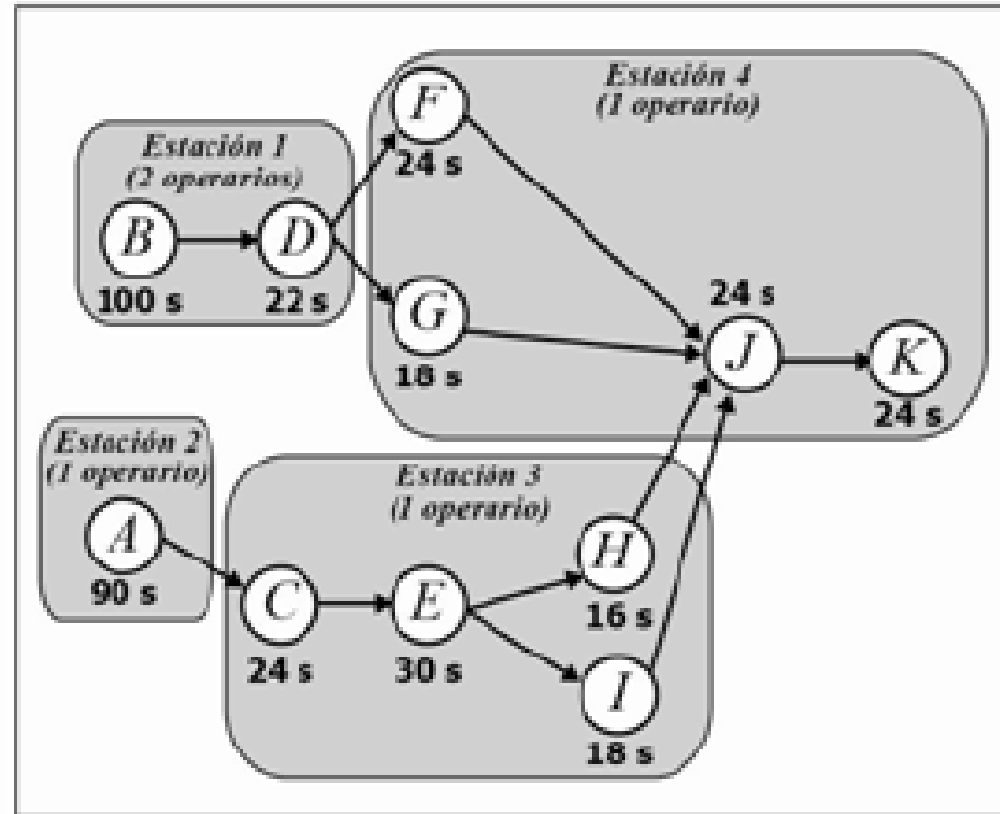 Estación 4
(1 operario)
F
24 s
Estación 1
(2 operarios)
B
100 s
D
22 s
G
18 s
24 s
J
K
24 s
Estación 2
(1 operario)
A
90 s
Estación 3
(1 operario)
C
24 s
E
30 s
H
16 s
I
18 s